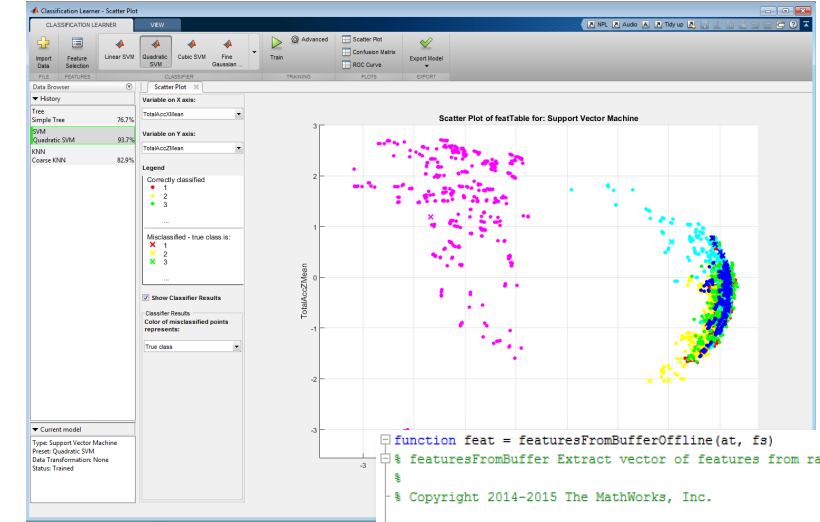 Classification Learner - Scatter Plot
CLASSIFICATION LEARNER
VIEW
NPL
Audio
Tidy up
Import Data
Feature Selection
Linear SVM
Quadratic SVM
Cubic SVM
Fine Gaussian ...
Train
Advanced
Scatter Plot
Confusion Matrix
ROC Curve
Export Model
FILE
FEATURES
CLASSIFIER
TRAINING
PLOTS
EXPORT
Data Browser
Scatter Plot
History
Tree
Simple Tree 76.7%
SVM
Quadratic SVM 93.7%
KNN
Coarse KNN 82.9%
Current model
Type: Support Vector Machine
Preset: Quadratic SVM
Data Transformation: None
Status: Trained
Variable on X axis:
TotalAccXMean
Variable on Y axis:
TotalAccZMean
Legend
Correctly classified
1
2
3
...
Misclassified - true class is:
1
2
3
...
Show Classifier Results
Classifier Results
Color of misclassified points
represents:
True class
Scatter Plot of featTable for: Support Vector Machine
TotalAccZMean
3
2
1
0
-1
-2
-3
-3
function feat = featuresFromBufferOffline(at, fs)
% featuresFromBuffer Extract vector of features from ra
%
% Copyright 2014-2015 The MathWorks, Inc.